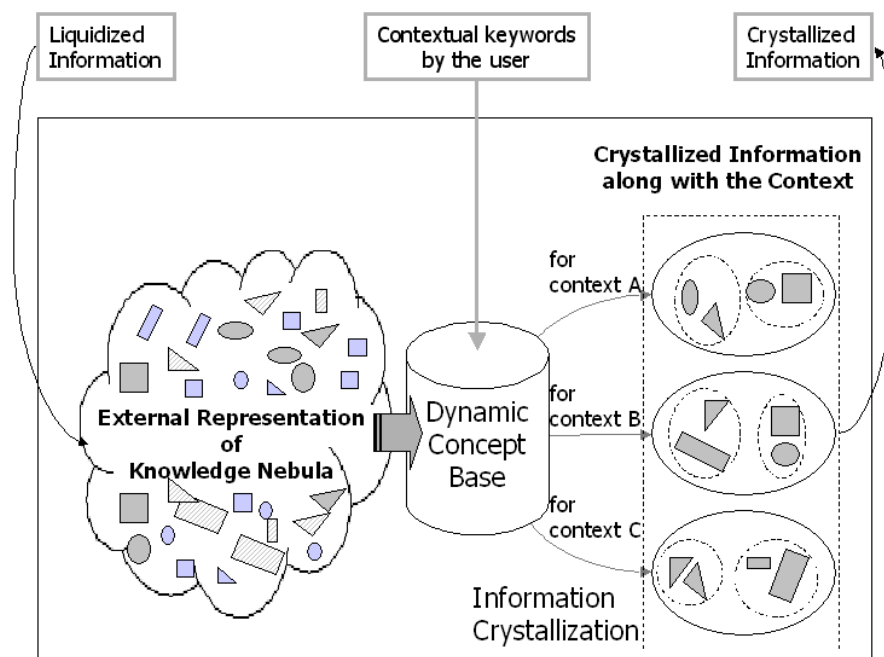 Liquidized
Information
Contextual keywords
by the user
Crystallized
Information
Crystallized Information
along with the Context
for
context A
External Representation
of
Knowledge Nebula
Dynamic
Concept
Base
for
context B
for
context C
Information
Crystallization